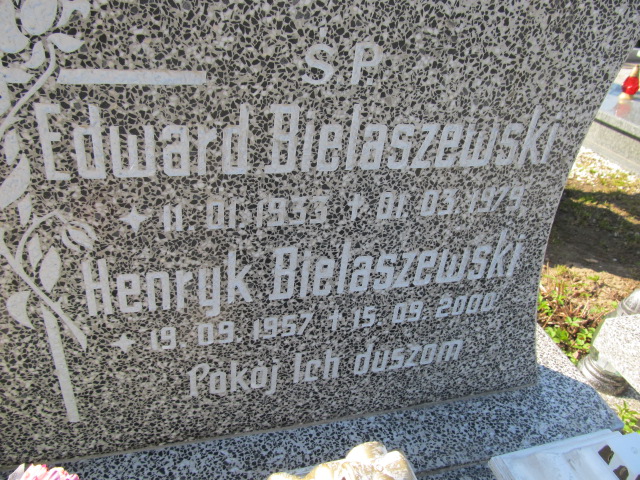 Ś P
Edward Bielaszewski
✦ 11. 01. 1933 ✝ 01. 03. 1979
Henryk Bielaszewski
✦ 19. 09. 1957 ✝ 15. 09. 2000
Pokój Ich duszom